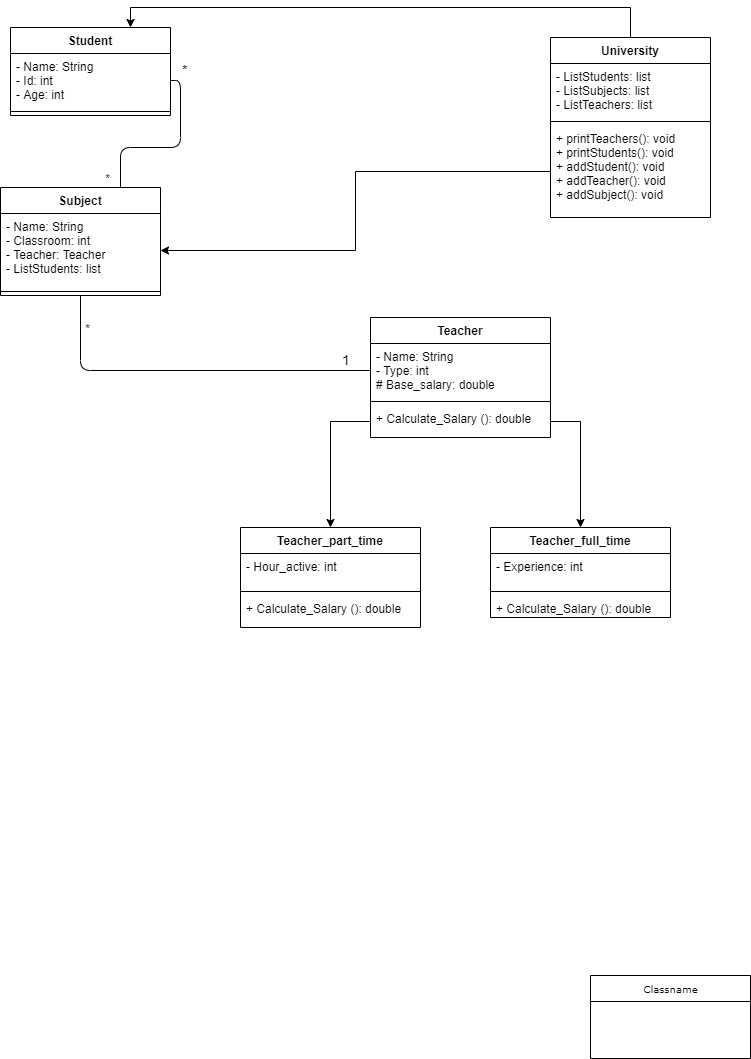 Student
- Name: String
- Id: int
- Age: int
*
*
University
- ListStudents: list
- ListSubjects: list
- ListTeachers: list
+ printTeachers(): void
+ printStudents(): void
+ addStudent(): void
+ addTeacher(): void
+ addSubject(): void
Subject
- Name: String
- Classroom: int
- Teacher: Teacher
- ListStudents: list
*
1
Teacher
- Name: String
- Type: int
# Base_salary: double
+ Calculate_Salary (): double
Teacher_part_time
- Hour_active: int
+ Calculate_Salary (): double
Teacher_full_time
- Experience: int
+ Calculate_Salary (): double
Classname